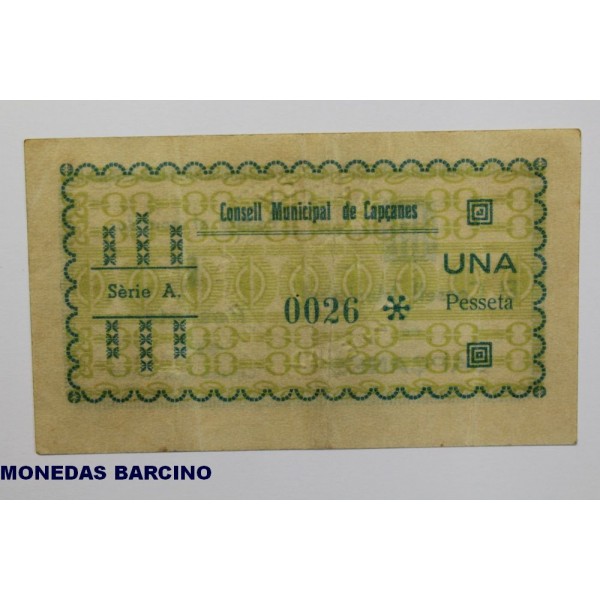 Consell Municipal de Capçanes
Sèrie A.
0026 *
UNA
Pesseta
MONEDAS BARCINO